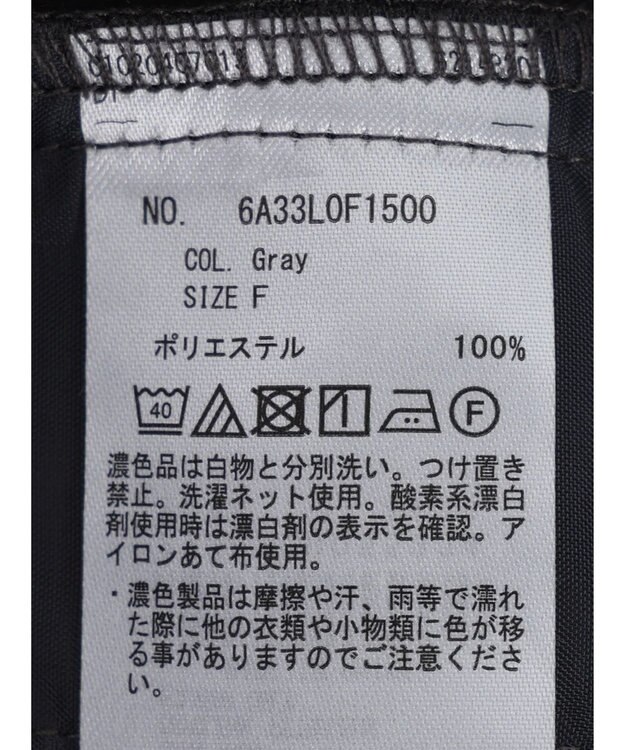 NO. 6A33L0F1500
COL. Gray
SIZE F
ポリエステル 100%
40
F
濃色品は白物と分別洗い。つけ置き
禁止。洗濯ネット使用。酸素系漂白
剤使用時は漂白剤の表示を確認。ア
イロンあて布使用。
・濃色製品は摩擦や汗、雨等で濡れ
た際に他の衣類や小物類に色が移
る事がありますのでご注意くださ
い。